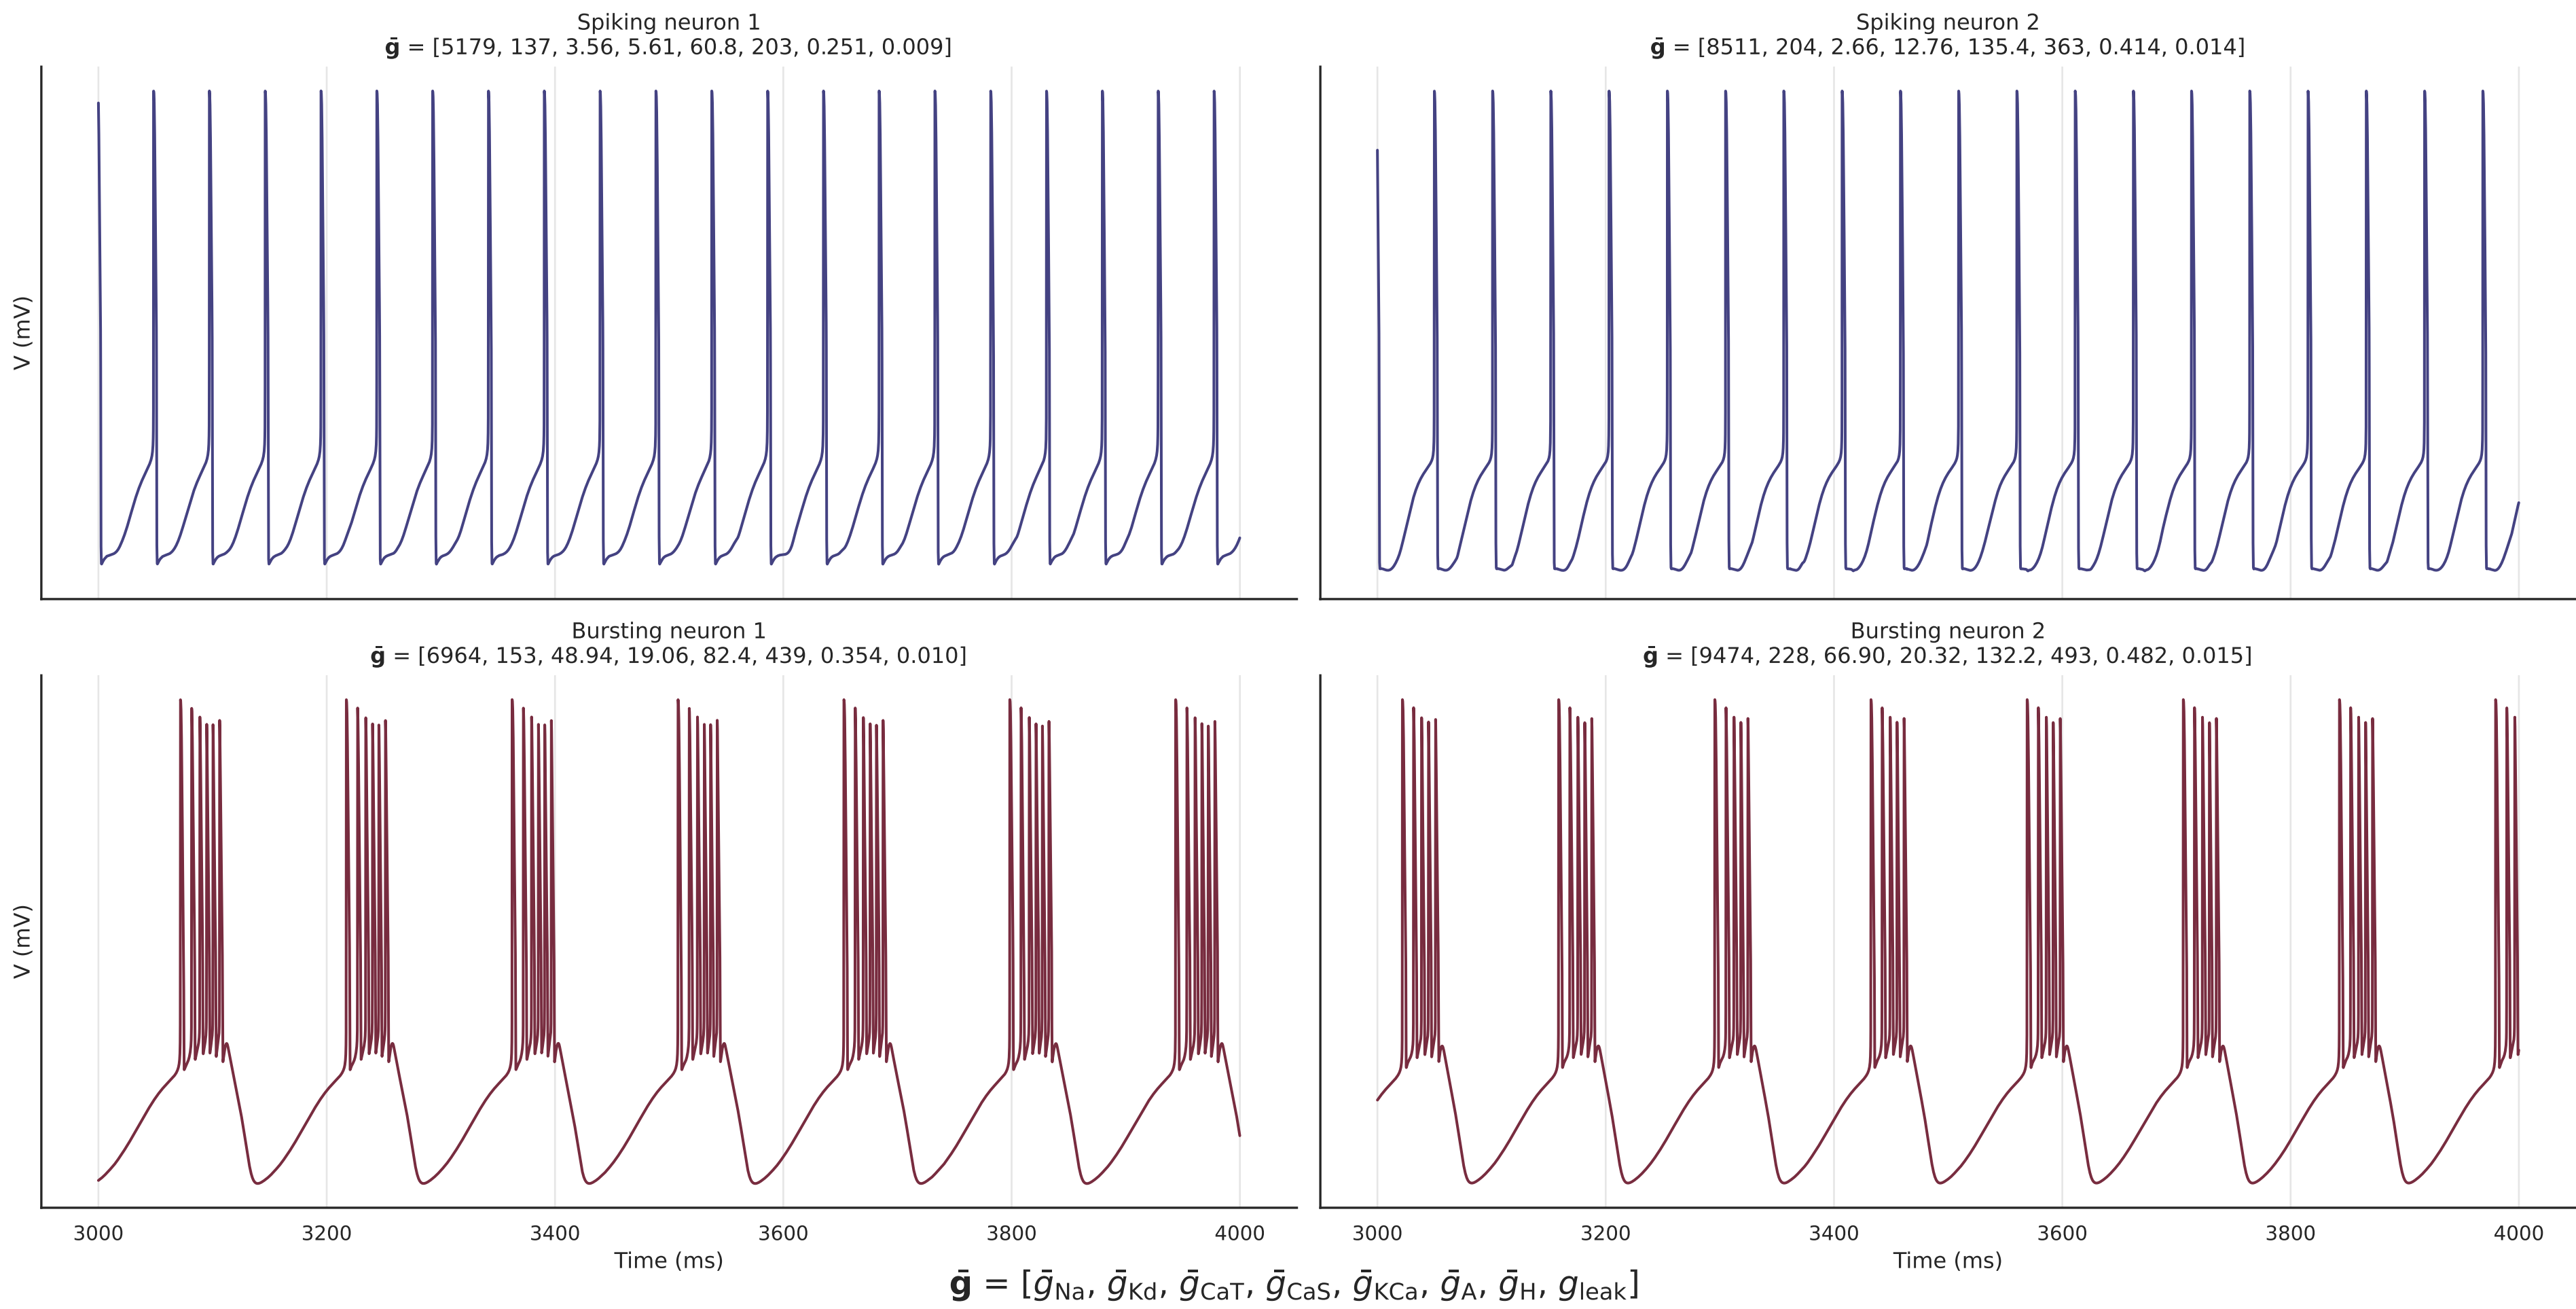 Spiking neuron 1
ḡ = [5179, 137, 3.56, 5.61, 60.8, 203, 0.251, 0.009]
Spiking neuron 2
ḡ = [8511, 204, 2.66, 12.76, 135.4, 363, 0.414, 0.014]
V (mV)
Bursting neuron 1
ḡ = [6964, 153, 48.94, 19.06, 82.4, 439, 0.354, 0.010]
Bursting neuron 2
ḡ = [9474, 228, 66.90, 20.32, 132.2, 493, 0.482, 0.015]
V (mV)
3000 3200 3400 3600 3800 4000
3000 3200 3400 3600 3800 4000
Time (ms)
Time (ms)
ḡ = [ḡNa, ḡKd, ḡCaT, ḡCaS, ḡKCa, ḡA, ḡH, gleak]